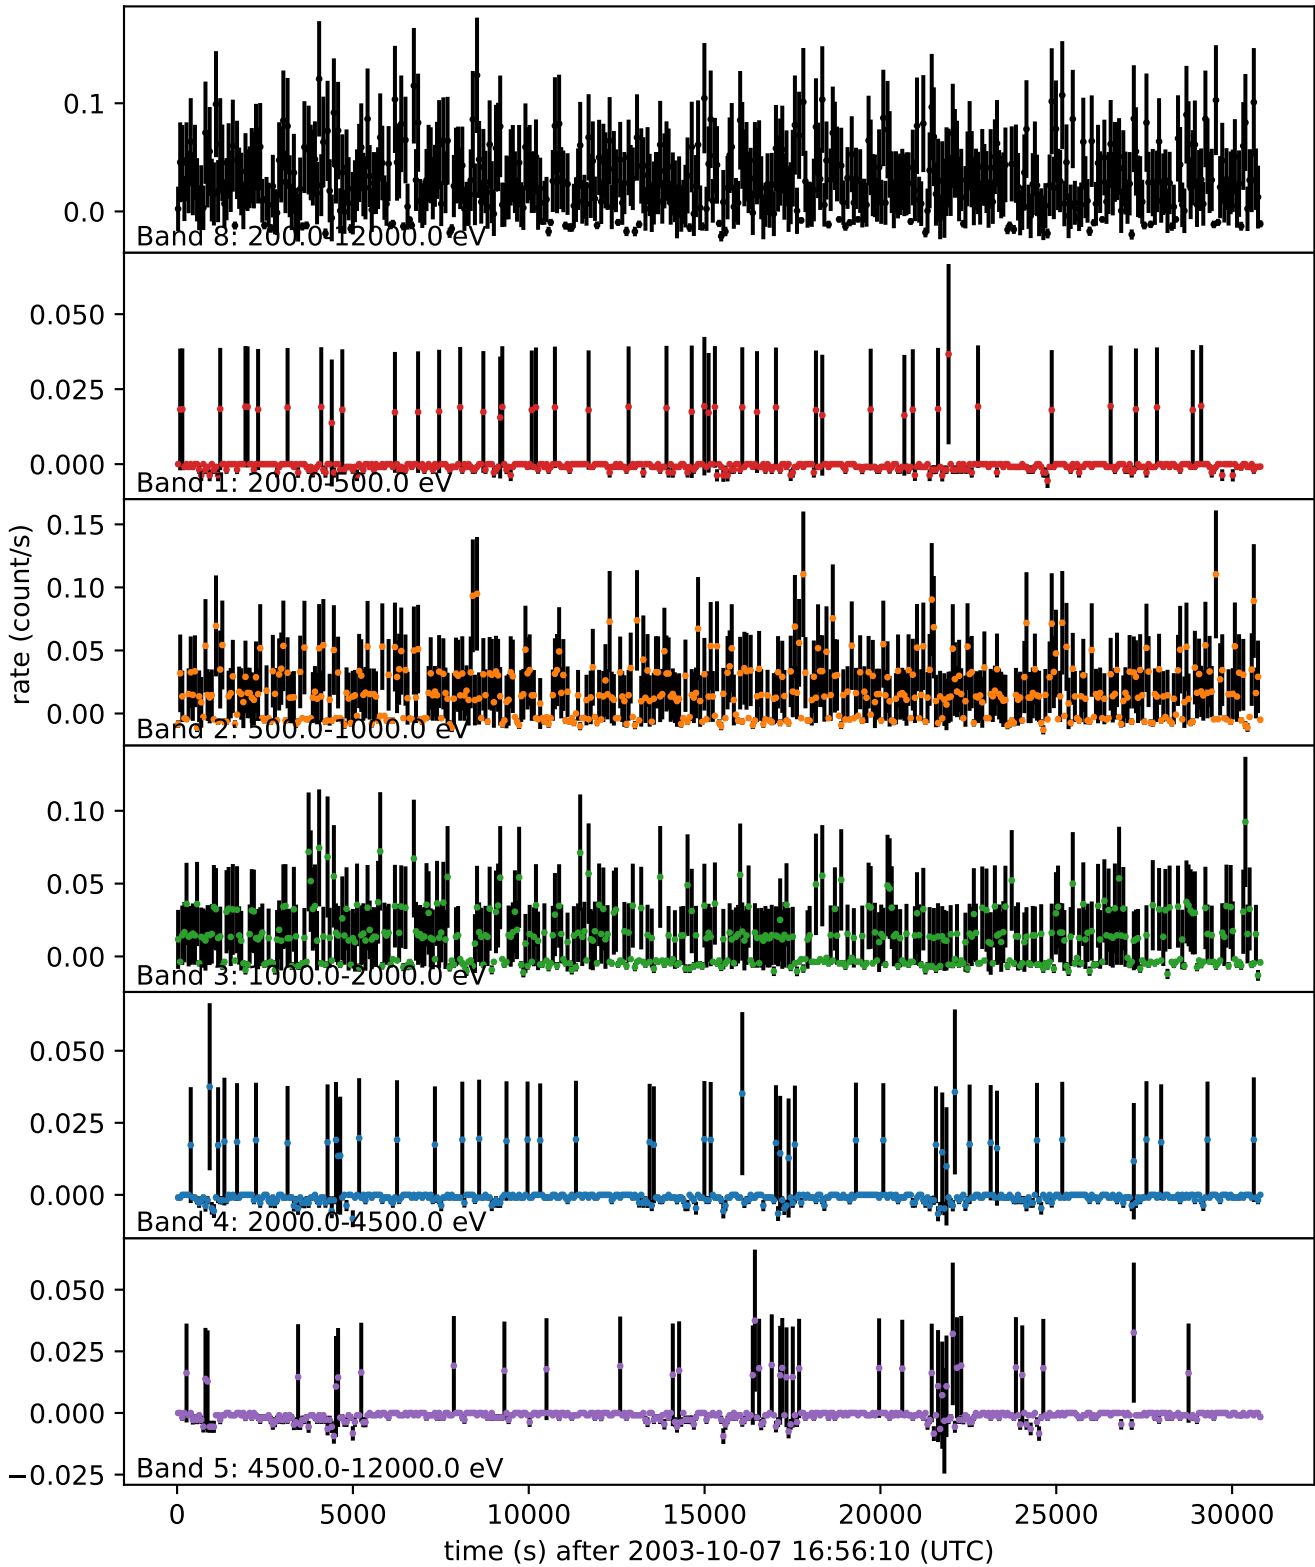 0.1
0.0
Band 8: 200.0-12000.0 eV
0.050
0.025
0.000
Band 1: 200.0-500.0 eV
rate (count/s)
0.15
0.10
0.05
0.00
Band 2: 500.0-1000.0 eV
0.10
0.05
0.00
Band 3: 1000.0-2000.0 eV
0.050
0.025
0.000
Band 4: 2000.0-4500.0 eV
0.050
0.025
0.000
−0.025
Band 5: 4500.0-12000.0 eV
0 5000 10000 15000 20000 25000 30000
time (s) after 2003-10-07 16:56:10 (UTC)